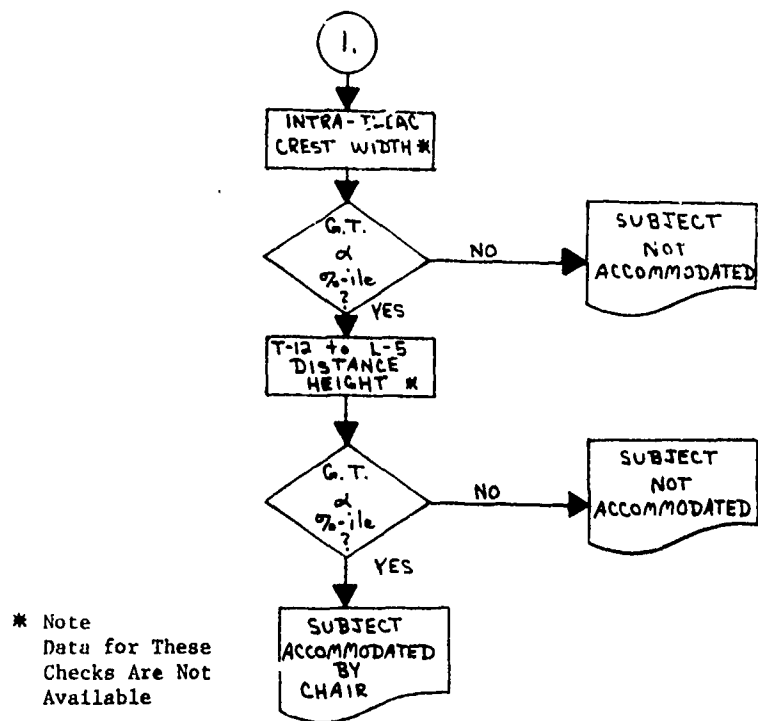 1.
INTRA-ILIAC
CREST WIDTH*
G.T.
α
%-ile
?
NO
SUBJECT
NOT
ACCOMMODATED
YES
T-12 to L-5
DISTANCE
HEIGHT *
G.T.
α
%-ile
?
NO
SUBJECT
NOT
ACCOMMODATED
YES
SUBJECT
ACCOMMODATED
BY
CHAIR
* Note
Data for These
Checks Are Not
Available